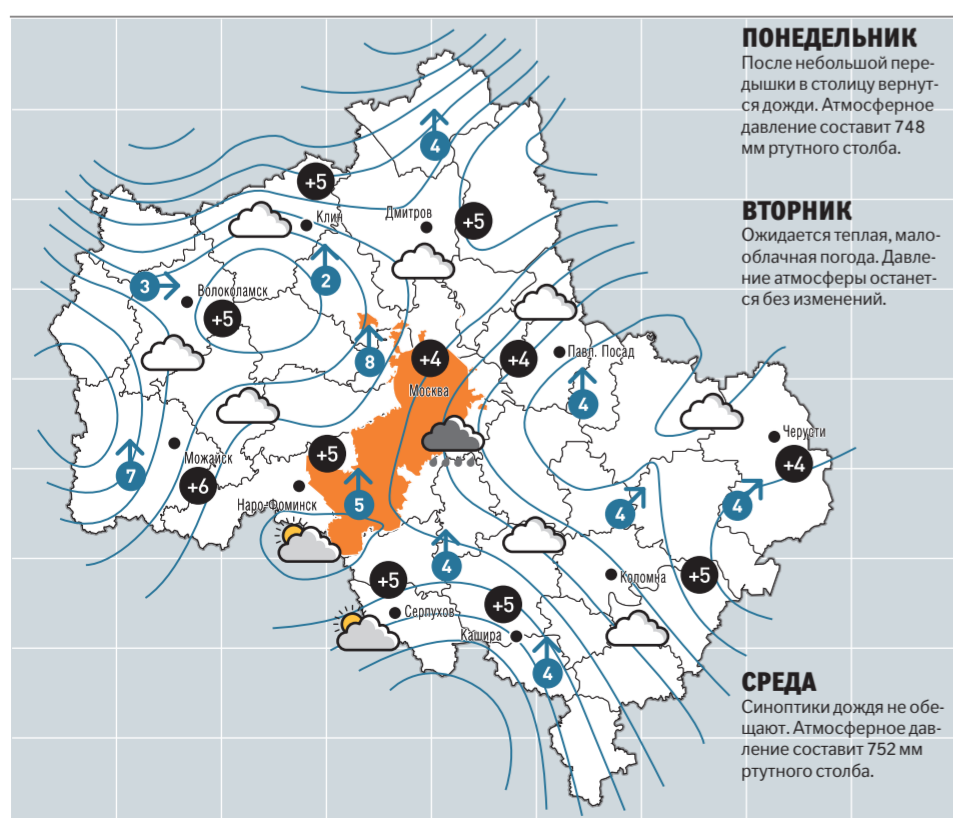 ПОНЕДЕЛЬНИК
После небольшой пере-
дышки в столицу вернут-
ся дожди. Атмосферное
давление составит 748
мм ртутного столба.
ВТОРНИК
Ожидается теплая, мало-
облачная погода. Давле-
ние атмосферы останет-
ся без изменений.
СРЕДА
Синоптики дождя не обе-
щают. Атмосферное дав-
ление составит 752 мм
ртутного столба.
4
+5
Клин
Дмитров
+5
3
2
Волоколамск
+5
8
+4
+4
Павл. Посад
Москва
4
Черусти
+4
Можайск
7
+6
+5
Наро-Фоминск
5
4
4
4
+5
Коломна
+5
Серпухов
+5
Кашира
4